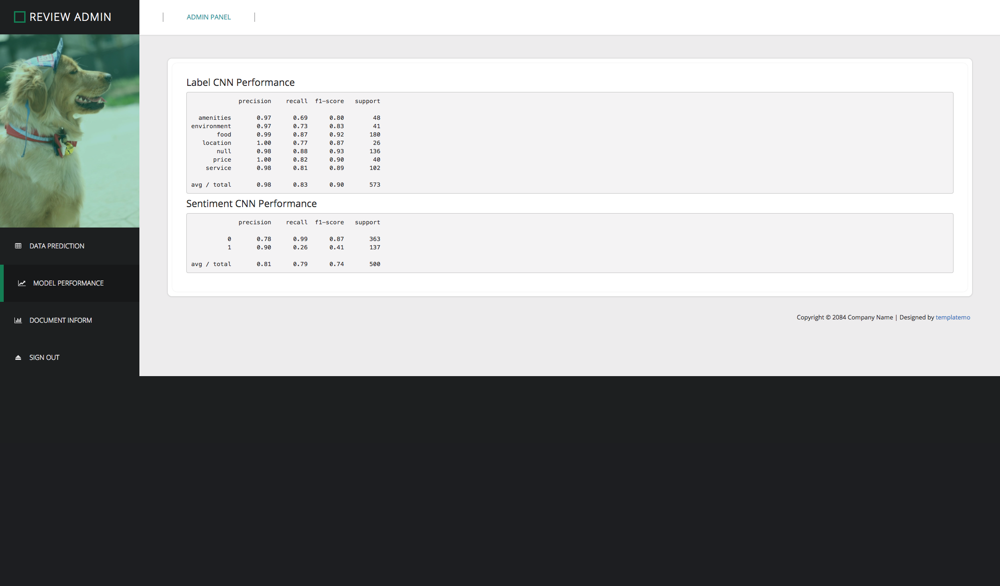 REVIEW ADMIN
ADMIN PANEL
DATA PREDICTION
MODEL PERFORMANCE
DOCUMENT INFORM
SIGN OUT
Label CNN Performance
precision recall f1-score support
amenities 0.97 0.69 0.80 48
environment 0.97 0.73 0.83 41
food 0.99 0.87 0.92 180
location 1.00 0.77 0.87 26
null 0.98 0.88 0.93 136
price 1.00 0.82 0.90 40
service 0.98 0.81 0.89 102
avg / total 0.98 0.83 0.90 573
Sentiment CNN Performance
precision recall f1-score support
0 0.78 0.99 0.87 363
1 0.90 0.26 0.41 137
avg / total 0.81 0.79 0.74 500
Copyright © 2084 Company Name | Designed by templatemo